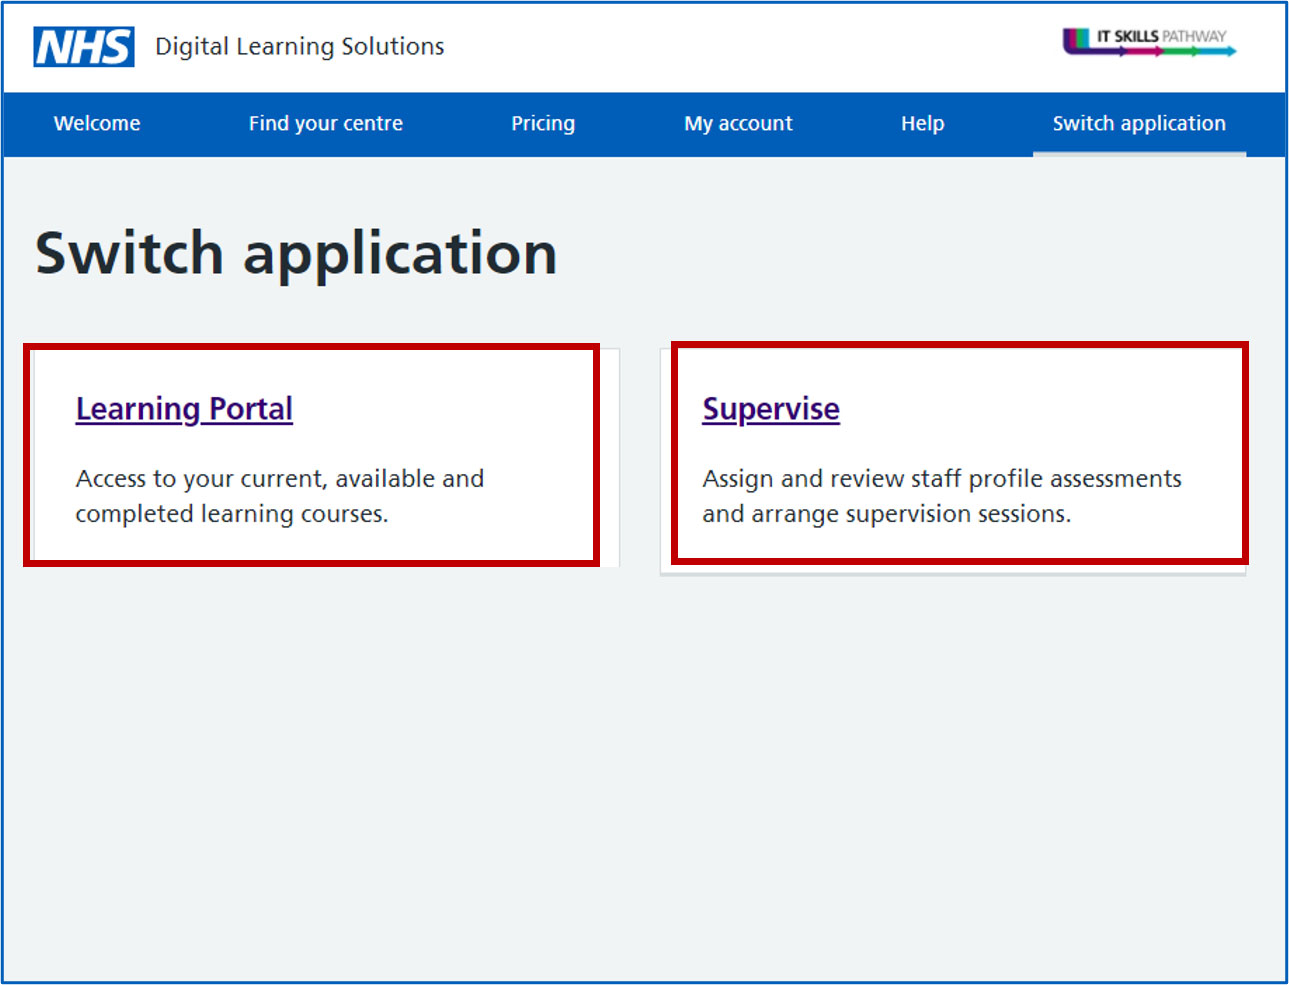 NHS Digital Learning Solutions
IT SKILLS PATHWAY
Welcome Find your centre Pricing My account Help Switch application
Switch application
Learning Portal
Access to your current, available and
completed learning courses.
Supervise
Assign and review staff profile assessments
and arrange supervision sessions.